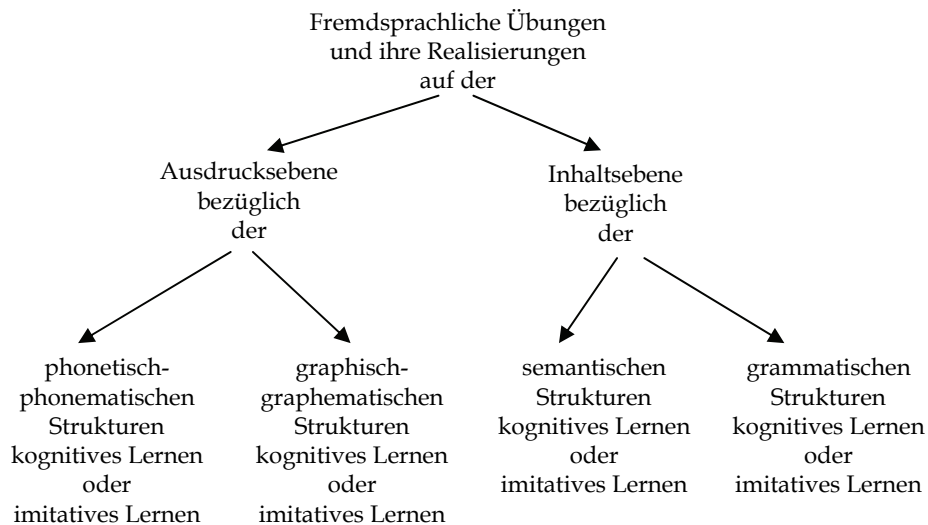 Fremdsprachliche Übungen
und ihre Realisierungen
auf der
Ausdrucksebene
bezüglich
der
Inhaltsebene
bezüglich
der
phonetisch-
phonematischen
Strukturen
kognitives Lernen
oder
imitatives Lernen
graphisch-
graphematischen
Strukturen
kognitives Lernen
oder
imitatives Lernen
semantischen
Strukturen
kognitives Lernen
oder
imitatives Lernen
grammatischen
Strukturen
kognitives Lernen
oder
imitatives Lernen